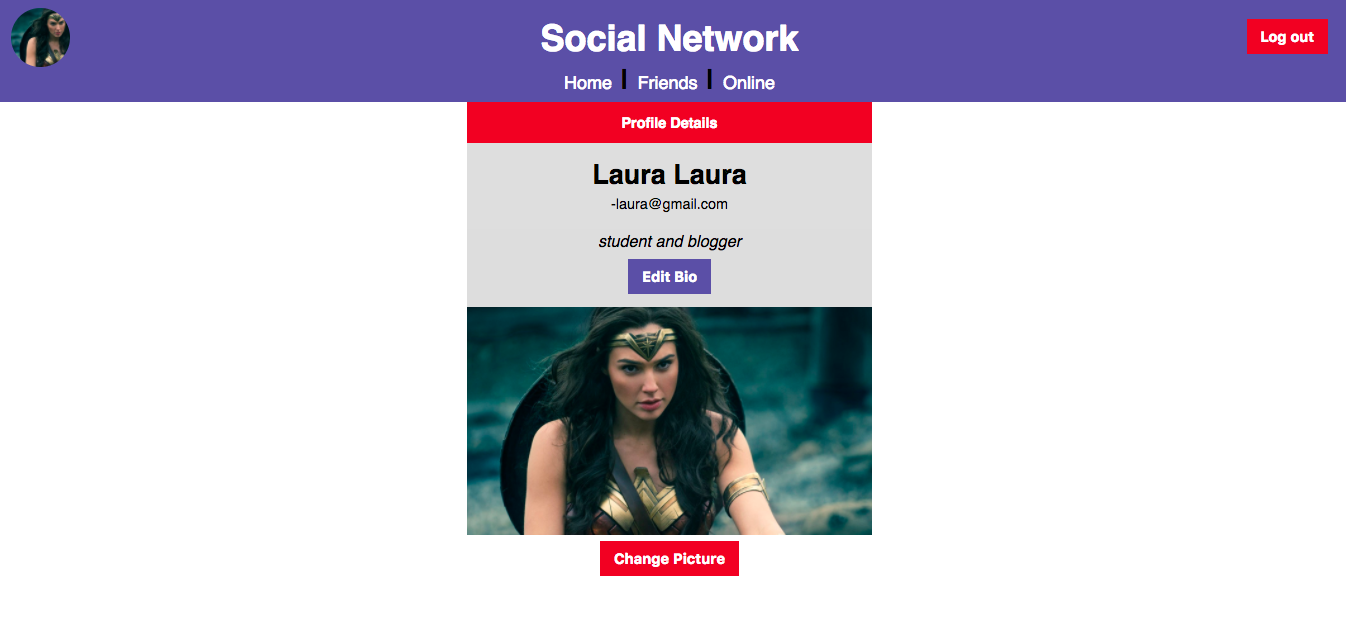 Social Network
Log out
Home | Friends | Online
Profile Details
Laura Laura
-laura@gmail.com
student and blogger
Edit Bio
Change Picture